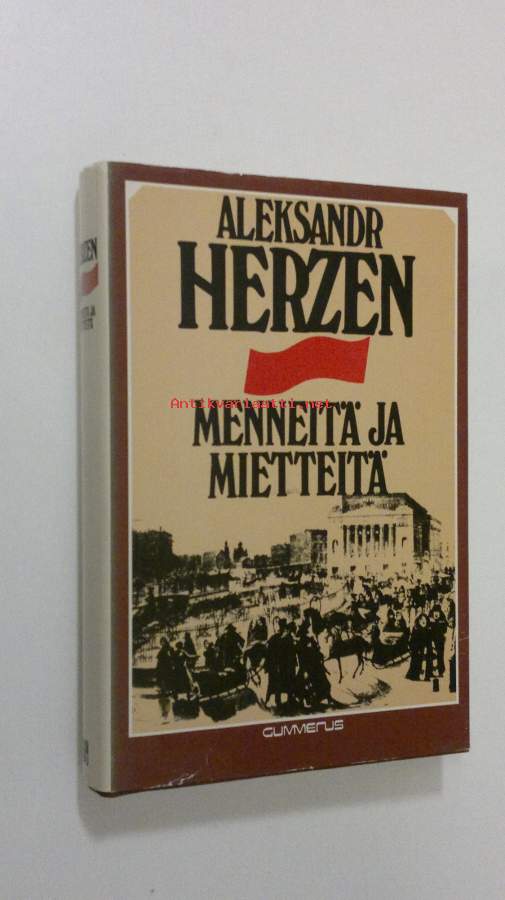 ALEKSANDR
HERZEN
Antikvariaatti.net
MENNEITÄ JA
MIETTEITÄ
GUMMERUS